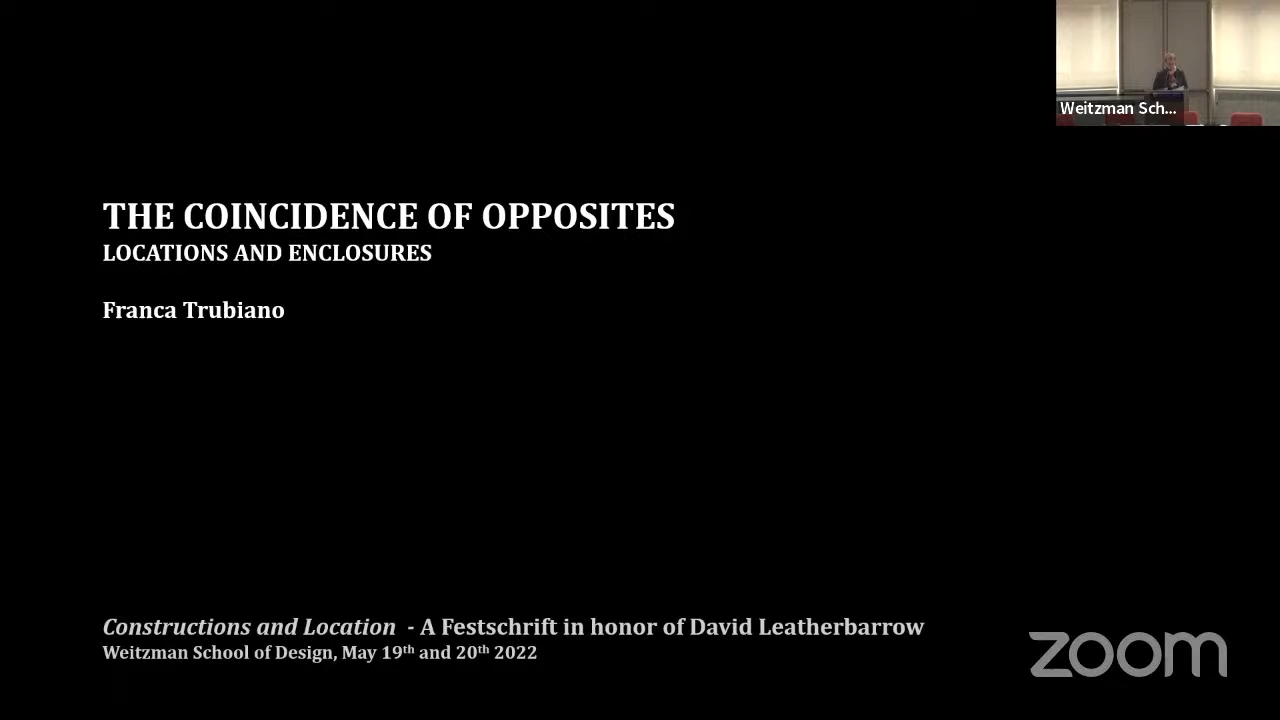 Weitzman Sch...
THE COINCIDENCE OF OPPOSITES
LOCATIONS AND ENCLOSURES
Franca Trubiano
Constructions and Location - A Festschrift in honor of David Leatherbarrow
Weitzman School of Design, May 19th and 20th 2022
zoom